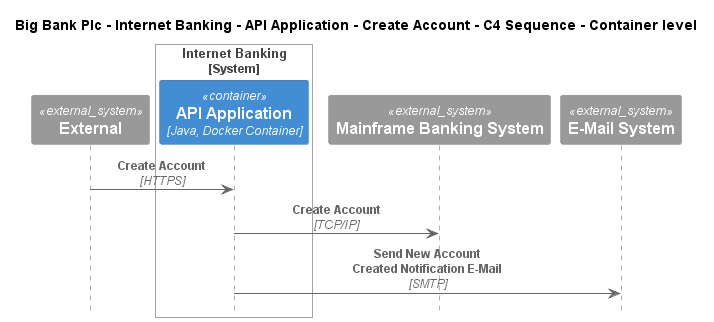 Big Bank Plc - Internet Banking - API Application - Create Account - C4 Sequence - Container level
Internet Banking
[System]
«external_system»
External
«container»
API Application
[Java, Docker Container]
«external_system»
Mainframe Banking System
«external_system»
E-Mail System
Create Account
[HTTPS]
Create Account
[TCP/IP]
Send New Account
Created Notification E-Mail
[SMTP]